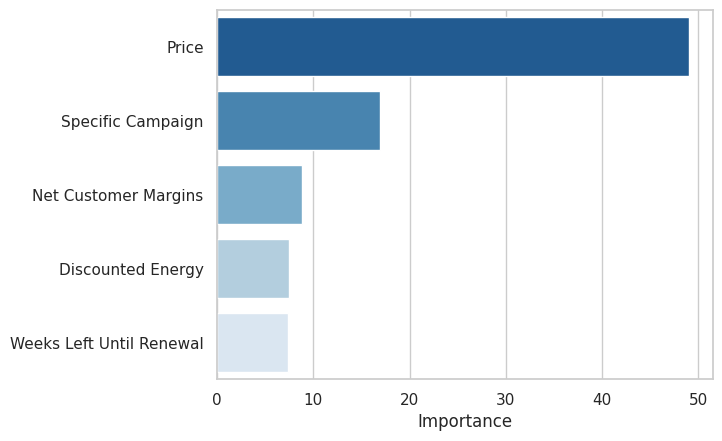 Price
Specific Campaign
Net Customer Margins
Discounted Energy
Weeks Left Until Renewal
0 10 20 30 40 50
Importance